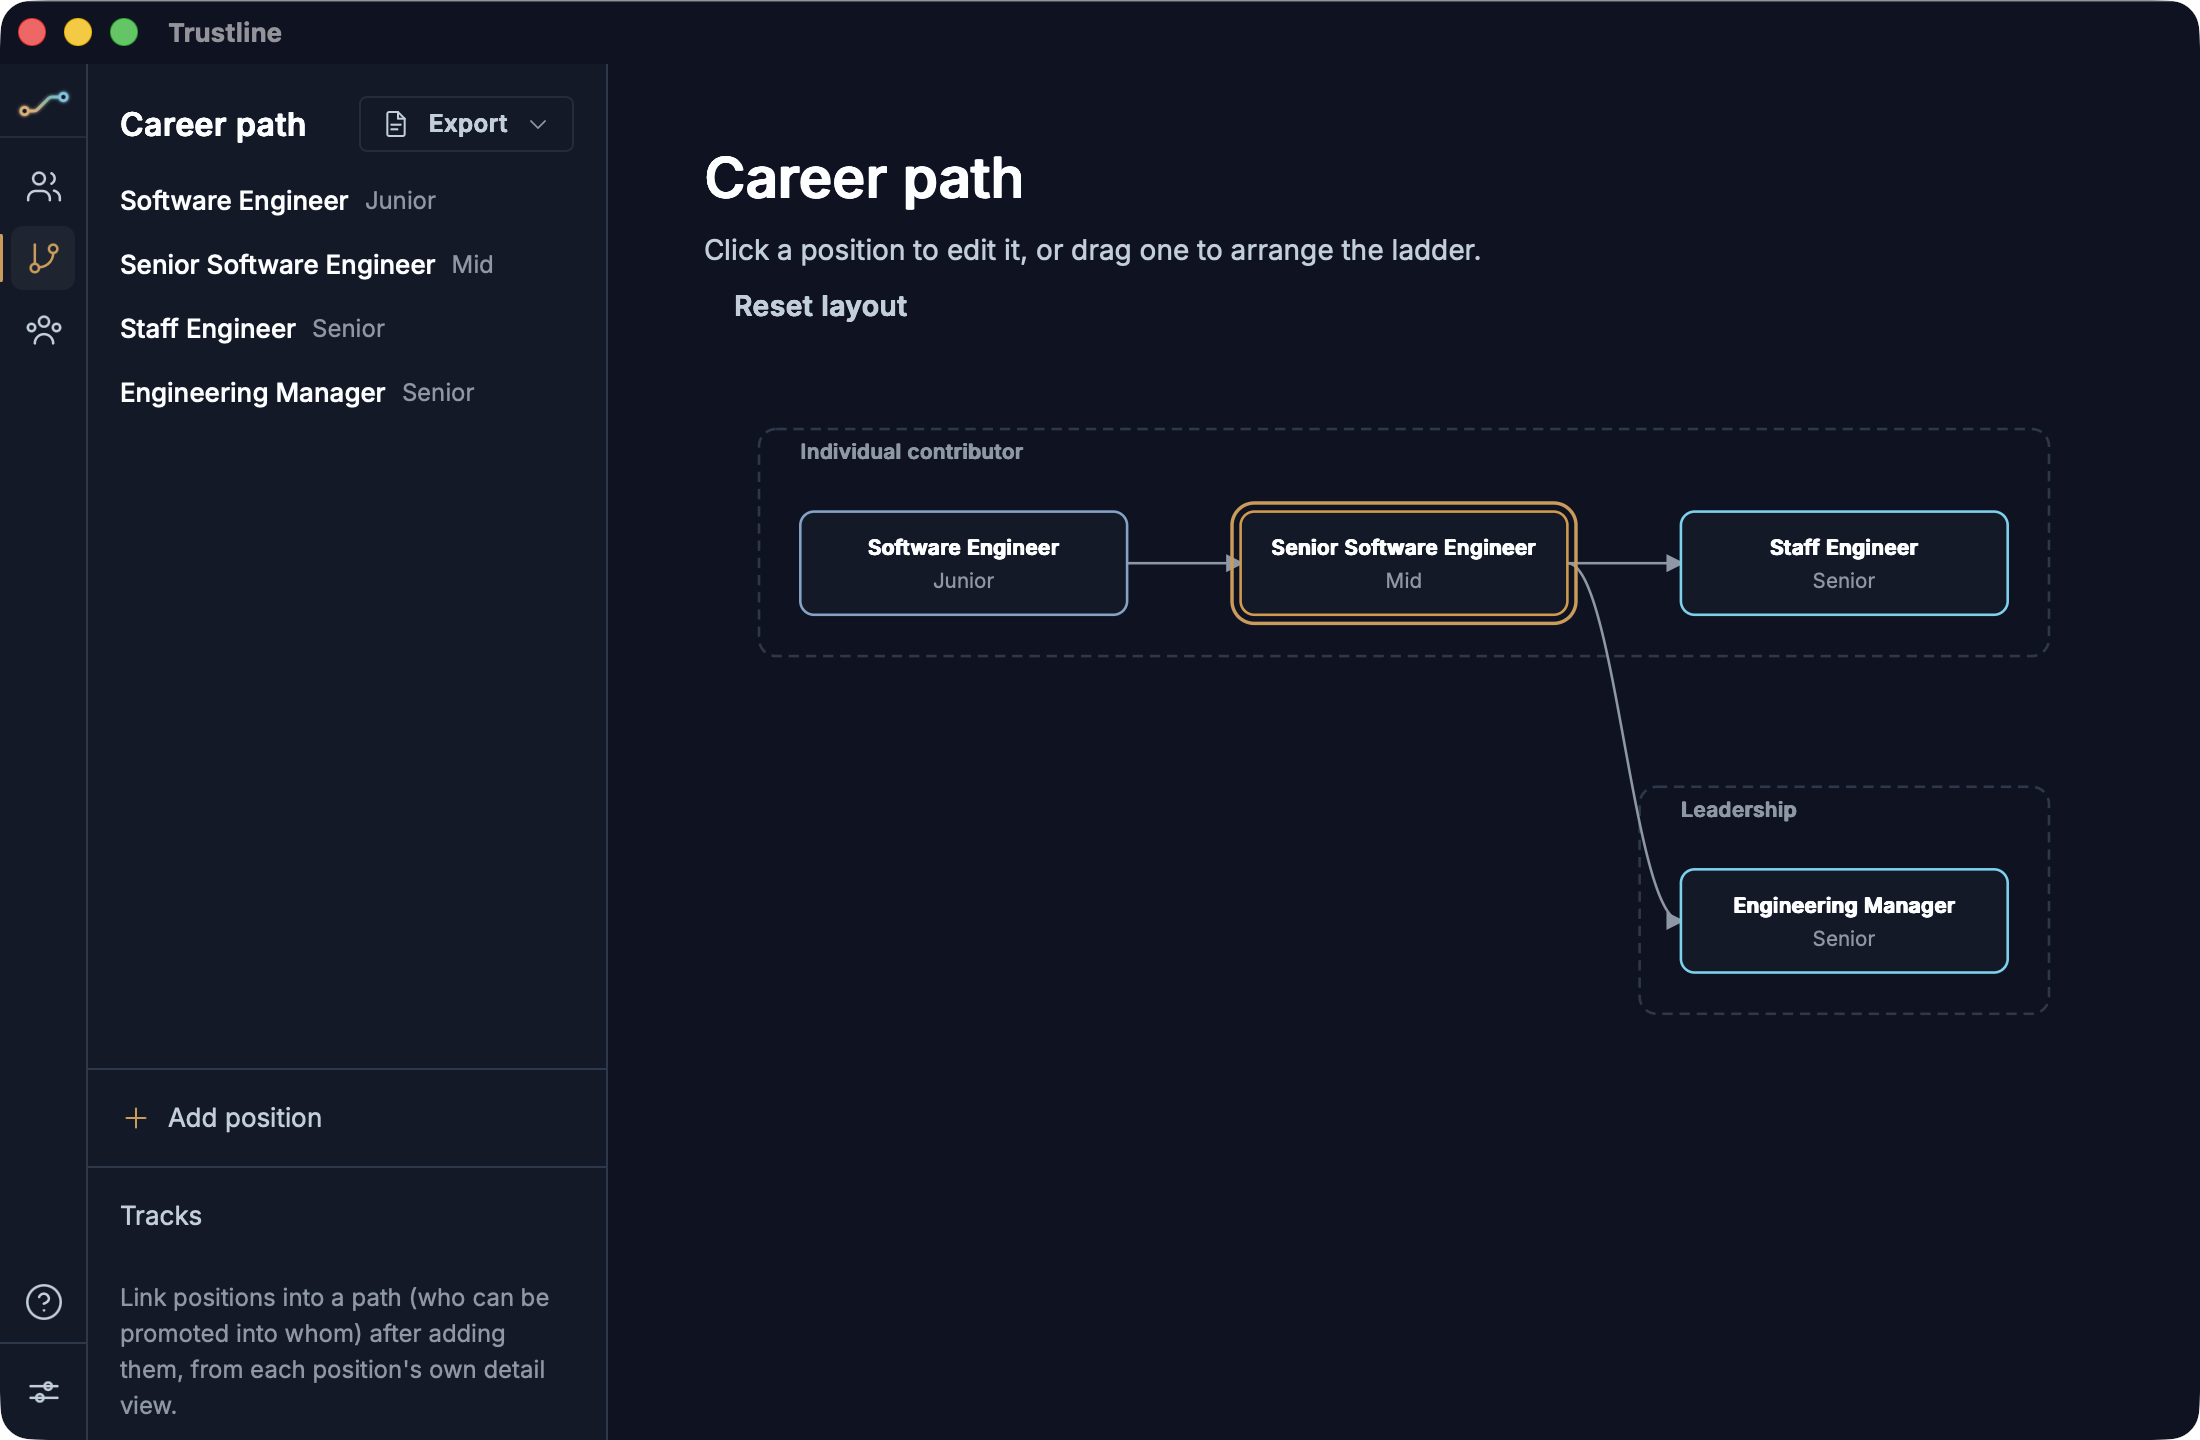 Trustline
Career path
Export
Software Engineer Junior
Senior Software Engineer Mid
Staff Engineer Senior
Engineering Manager Senior
Add position
Tracks
Link positions into a path (who can be
promoted into whom) after adding
them, from each position's own detail
view.
Career path
Click a position to edit it, or drag one to arrange the ladder.
Reset layout
Individual contributor
Software Engineer
Junior
Senior Software Engineer
Mid
Staff Engineer
Senior
Leadership
Engineering Manager
Senior